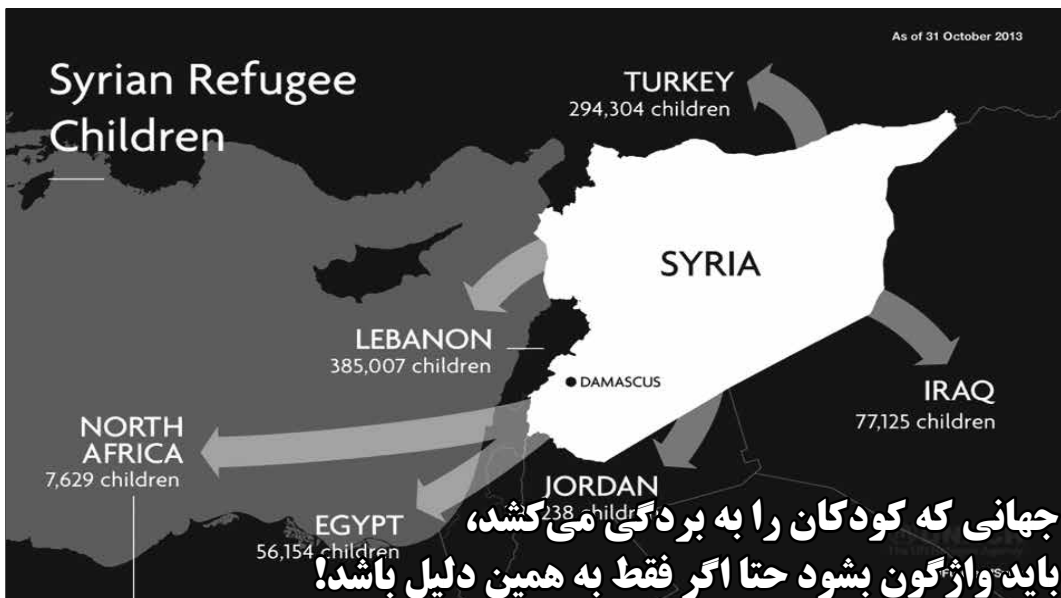 As of 31 October 2013
Syrian Refugee
Children
TURKEY
294,304 children
SYRIA
LEBANON
385,007 children
DAMASCUS
IRAQ
77,125 children
NORTH
AFRICA
7,629 children
JORDAN
238
EGYPT
56,154 children
جهانی که کودکان را به بردگی می‌کشد،
باید واژگون بشود حتا اگر فقط به همین دلیل باشد!